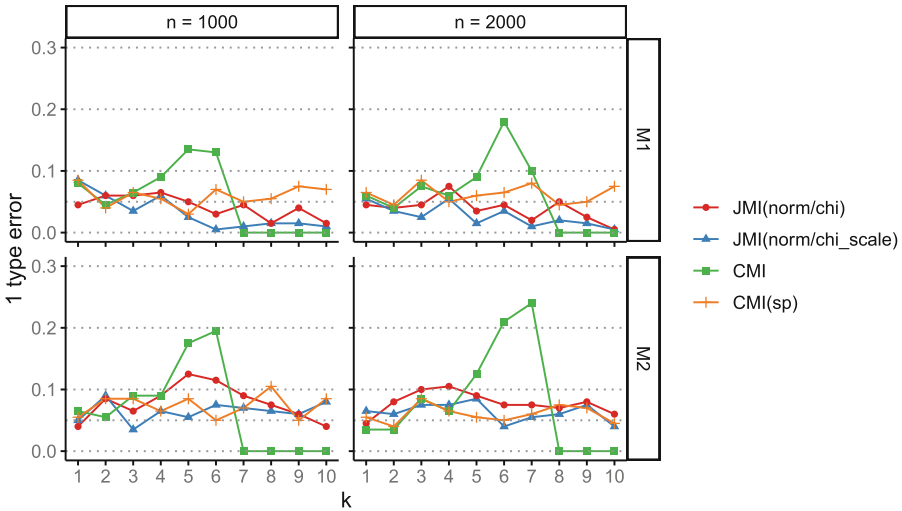 n = 1000
n = 2000
0.3
0.2
0.1
0.0
M1
1 type error
0.3
0.2
0.1
0.0
M2
1 2 3 4 5 6 7 8 9 10
1 2 3 4 5 6 7 8 9 10
k
JMI(norm/chi)
JMI(norm/chi_scale)
CMI
CMI(sp)